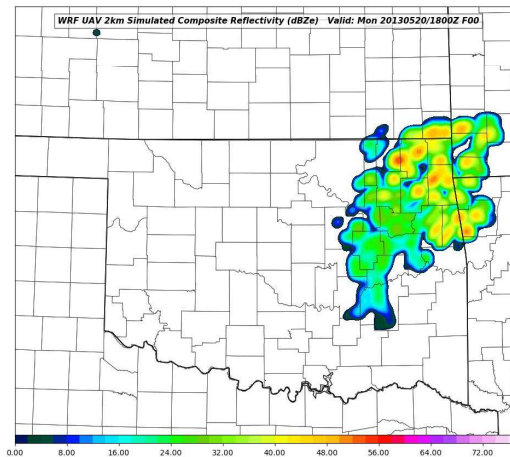 WRF UAV 2km Simulated Composite Reflectivity (dBZe)   Valid: Mon 20130520/1800Z F00
0.00 8.00 16.00 24.00 32.00 40.00 48.00 56.00 64.00 72.00